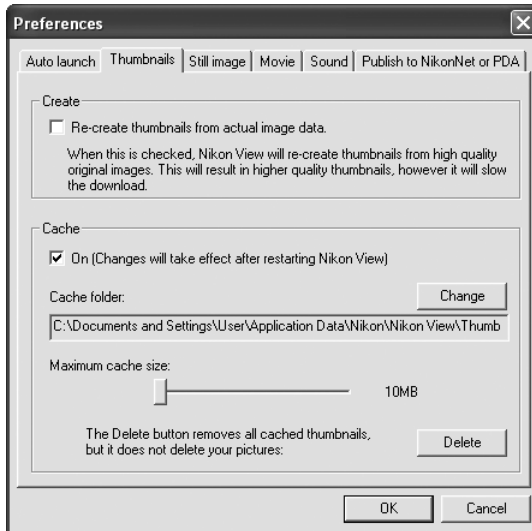 Preferences
Auto launch Thumbnails Still image Movie Sound Publish to NikonNet or PDA
Create
Re-create thumbnails from actual image data.
When this is checked, Nikon View will re-create thumbnails from high quality
original images. This will result in higher quality thumbnails, however it will slow
the download.
Cache
On (Changes will take effect after restarting Nikon View)
Cache folder:
Change
C:\Documents and Settings\User\Application Data\Nikon\Nikon View\Thumb
Maximum cache size:
10MB
The Delete button removes all cached thumbnails,
but it does not delete your pictures:
Delete
OK Cancel